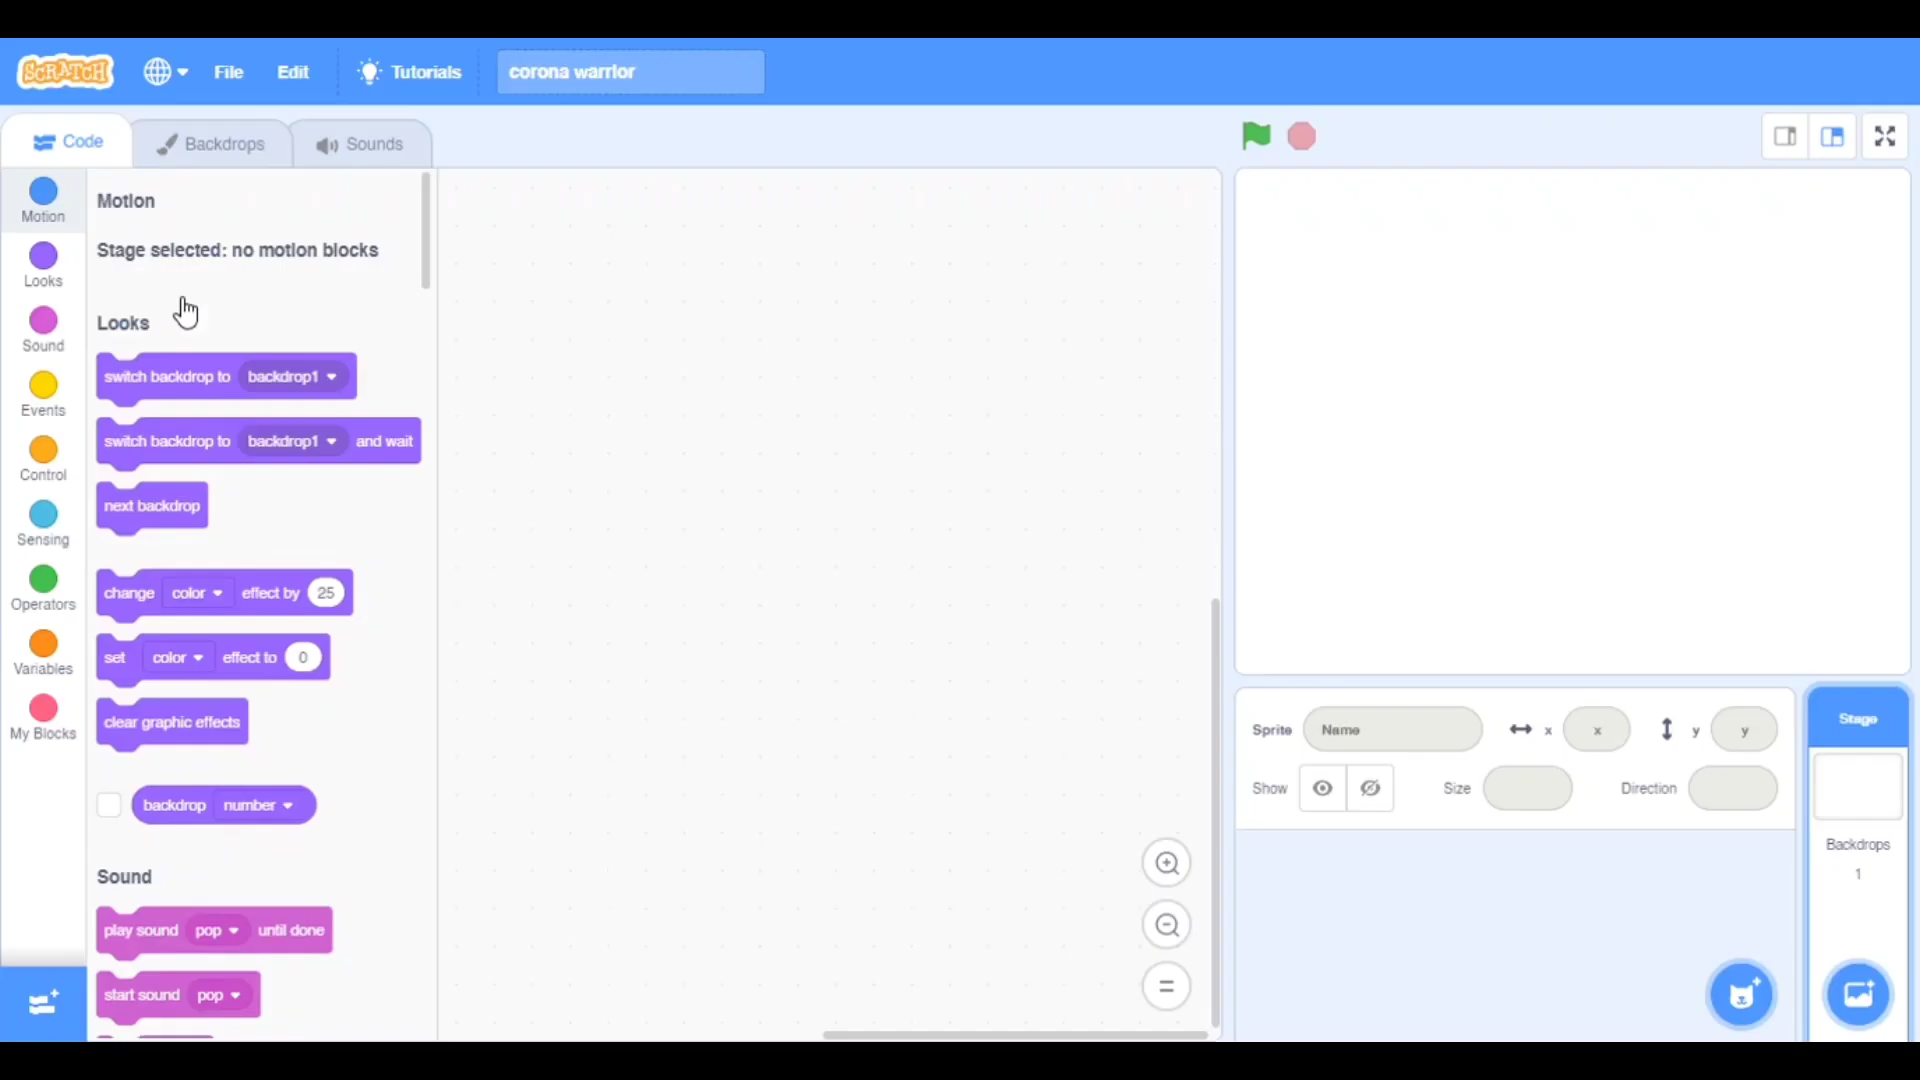 SCRATCH
File
Edit
Tutorials
corona warrior
Code
Backdrops
Sounds
Motion
Looks
Sound
Events
Control
Sensing
Operators
Variables
My Blocks
Motion
Stage selected: no motion blocks
Looks
switch backdrop to backdrop1
switch backdrop to backdrop1 and wait
next backdrop
change color effect by 25
set color effect to 0
clear graphic effects
backdrop number
Sound
play sound pop until done
start sound pop
Sprite Name x x y y
Show Size Direction
Stage
Backdrops
1